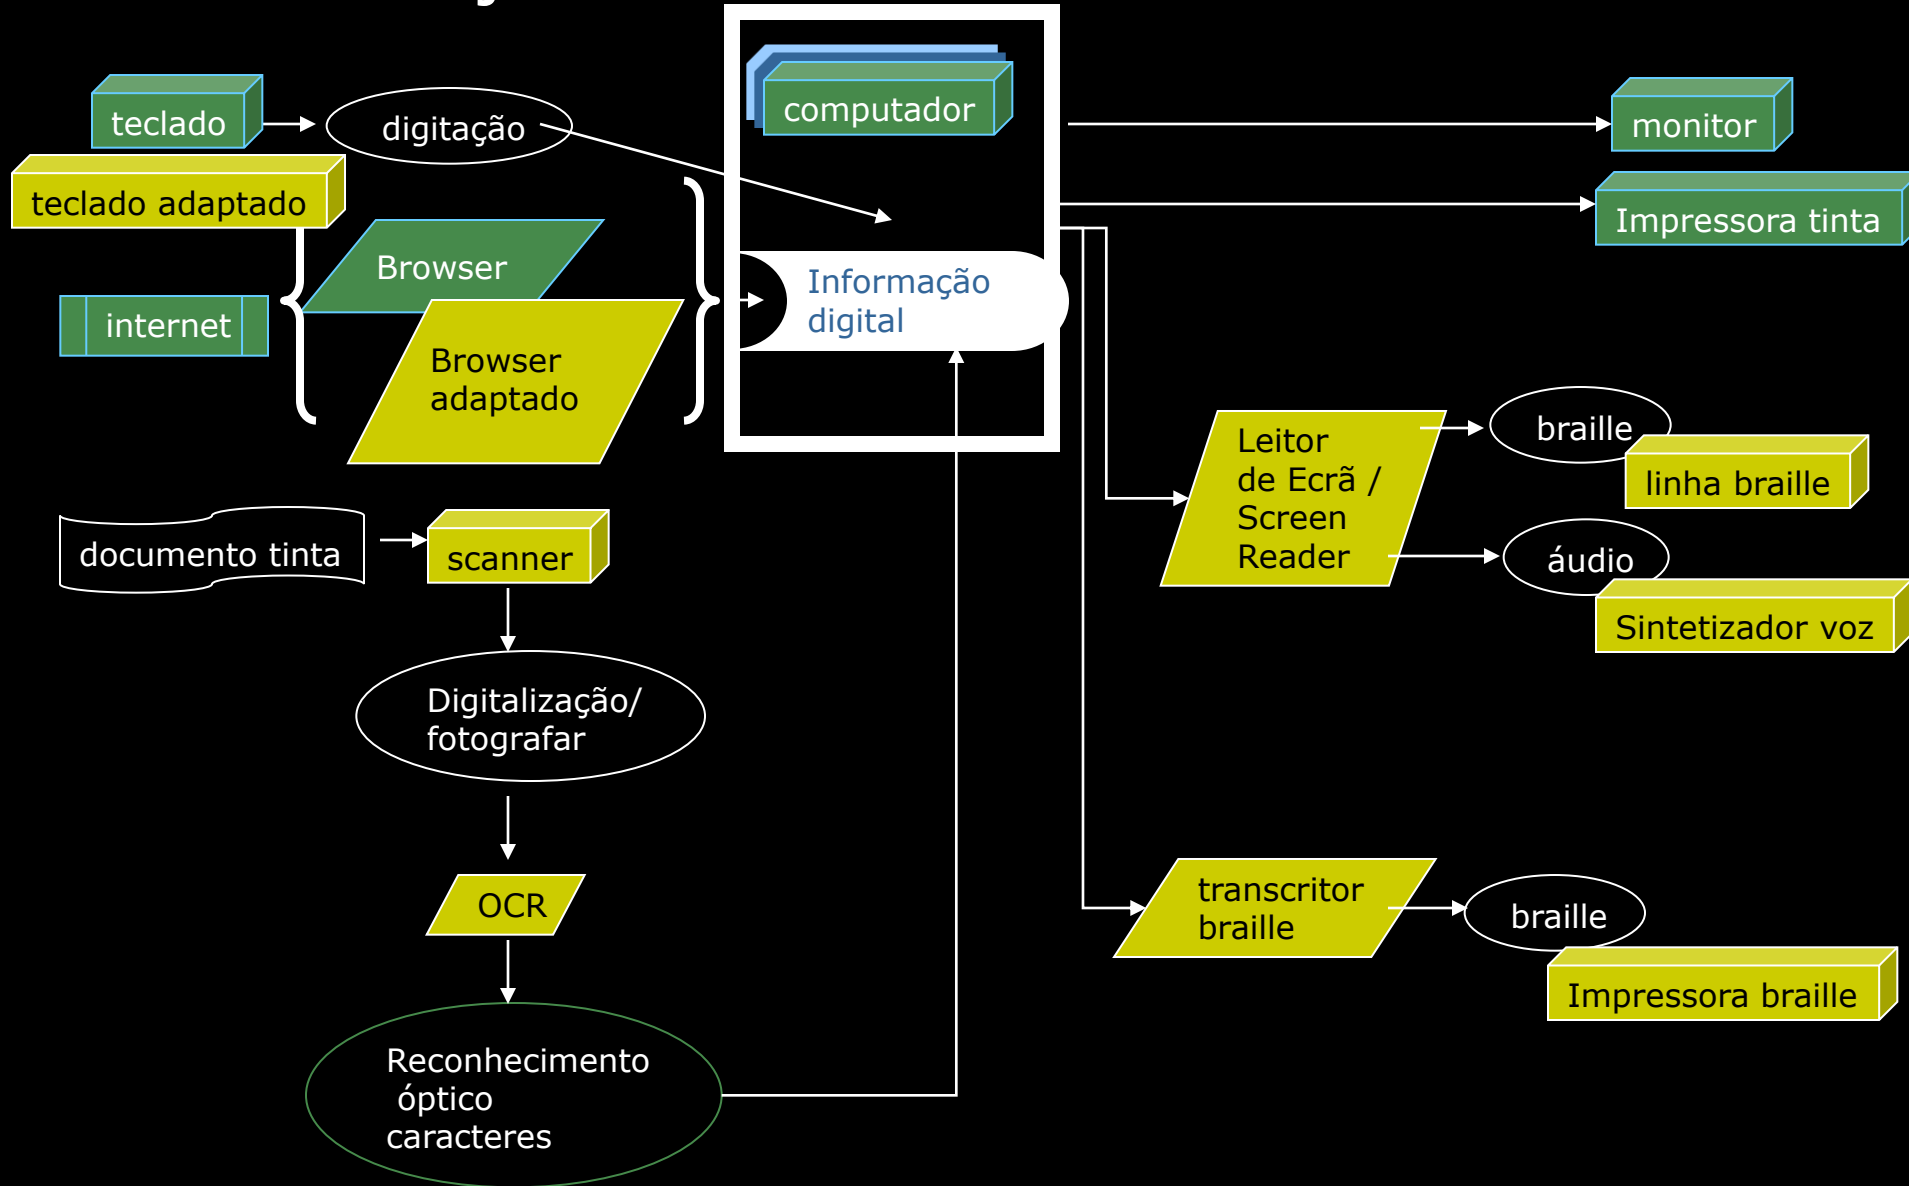 teclado
digitação
computador
monitor
teclado adaptado
Impressora tinta
Browser
internet
Browser
adaptado
Informação
digital
Leitor
de Ecrã /
Screen
Reader
braille
linha braille
áudio
Sintetizador voz
documento tinta
scanner
Digitalização/
fotografar
OCR
Reconhecimento
óptico
caracteres
transcritor
braille
braille
Impressora braille